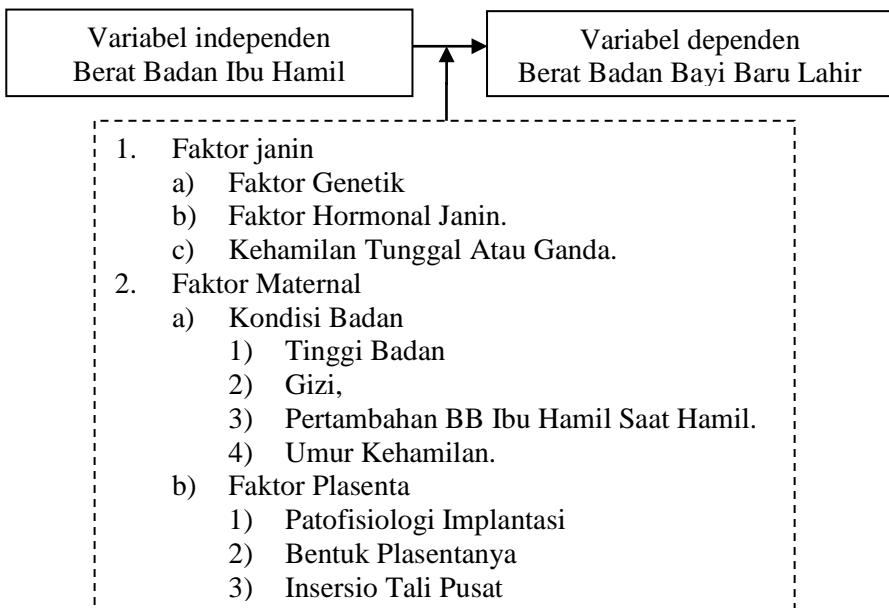 Variabel independen
Berat Badan Ibu Hamil
Variabel dependen
Berat Badan Bayi Baru Lahir
1. Faktor janin
a) Faktor Genetik
b) Faktor Hormonal Janin.
c) Kehamilan Tunggal Atau Ganda.
2. Faktor Maternal
a) Kondisi Badan
1) Tinggi Badan
2) Gizi,
3) Pertambahan BB Ibu Hamil Saat Hamil.
4) Umur Kehamilan.
b) Faktor Plasenta
1) Patofisiologi Implantasi
2) Bentuk Plasentanya
3) Insersio Tali Pusat